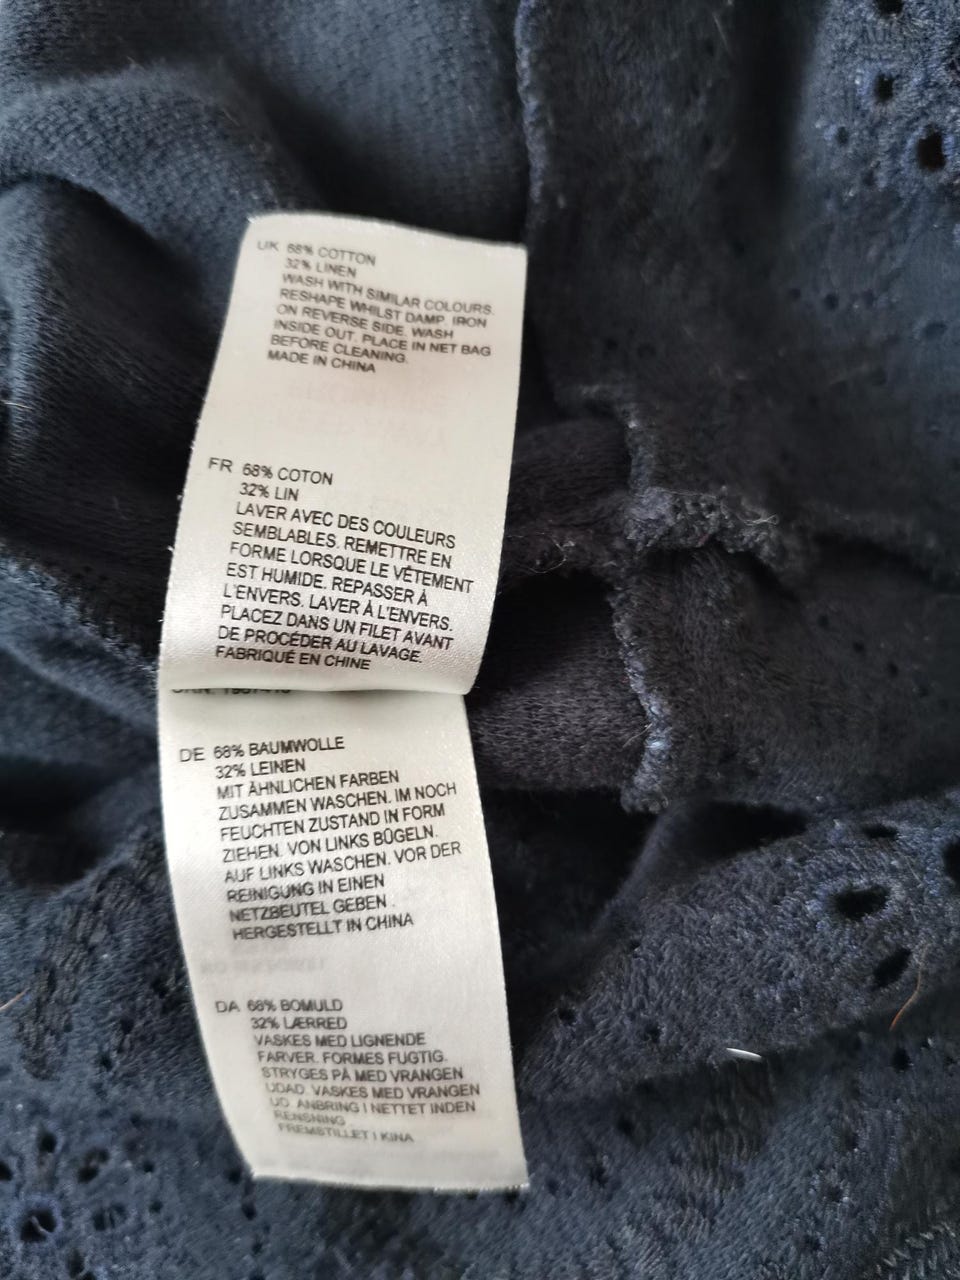 UK 68% COTTON
32% LINEN
WASH WITH SIMILAR COLOURS.
RESHAPE WHILST DAMP. IRON
ON REVERSE SIDE. WASH
INSIDE OUT. PLACE IN NET BAG
BEFORE CLEANING.
MADE IN CHINA
FR 68% COTON
32% LIN
LAVER AVEC DES COULEURS
SEMBLABLES. REMETTRE EN
FORME LORSQUE LE VÊTEMENT
EST HUMIDE. REPASSER À
L'ENVERS. LAVER À L'ENVERS.
PLACEZ DANS UN FILET AVANT
DE PROCÉDER AU LAVAGE.
FABRIQUÉ EN CHINE
DE 68% BAUMWOLLE
32% LEINEN
MIT ÄHNLICHEN FARBEN
ZUSAMMEN WASCHEN. IM NOCH
FEUCHTEN ZUSTAND IN FORM
ZIEHEN. VON LINKS BÜGELN.
AUF LINKS WASCHEN. VOR DER
REINIGUNG IN EINEN
NETZBEUTEL GEBEN .
HERGESTELLT IN CHINA
DA 68% BOMULD
32% LÆRRED
VASKES MED LIGNENDE
FARVER. FORMES FUGTIG.
STRYGES PÅ MED VRANGEN
UDAD. VASKES MED VRANGEN
UD. ANBRING I NETTET INDEN
RENSNING
FREMSTILLET I KINA